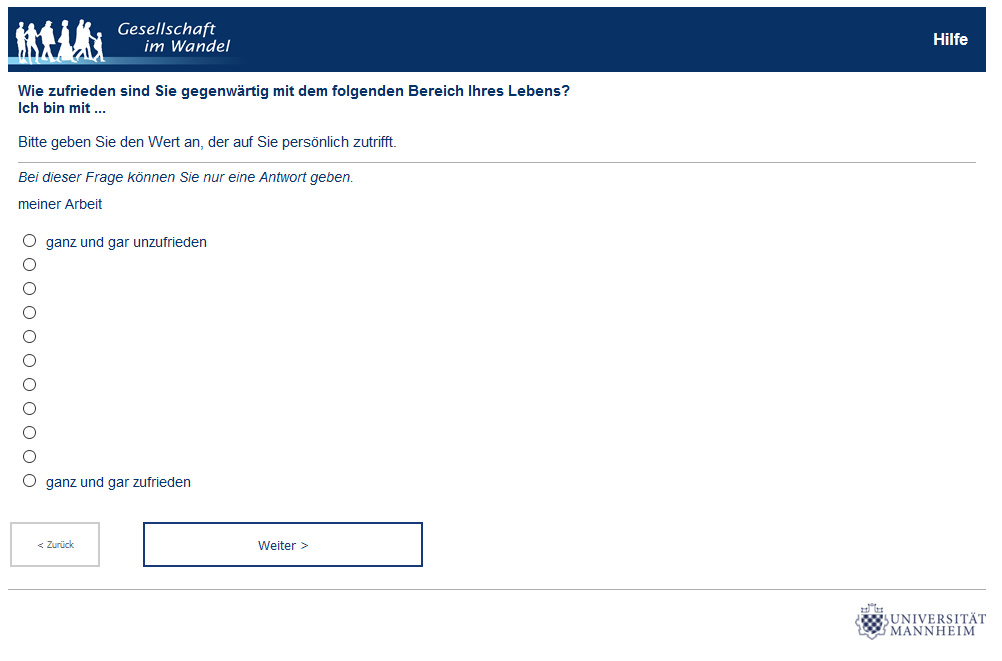 Gesellschaft
im Wandel
Hilfe
Wie zufrieden sind Sie gegenwärtig mit dem folgenden Bereich Ihres Lebens?
Ich bin mit ...
Bitte geben Sie den Wert an, der auf Sie persönlich zutrifft.
Bei dieser Frage können Sie nur eine Antwort geben.
meiner Arbeit
ganz und gar unzufrieden
ganz und gar zufrieden
< Zurück
Weiter >
UNIVERSITÄT
MANNHEIM